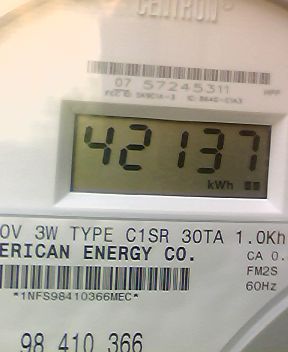 CENTRON
07 57245311
42137
kWh
0V 3W TYPE C1SR 30TA 1.0Kh
ERICAN ENERGY CO.
CA 0.
FM2S
*1NFS98410366MEC*
60Hz
98 410 366